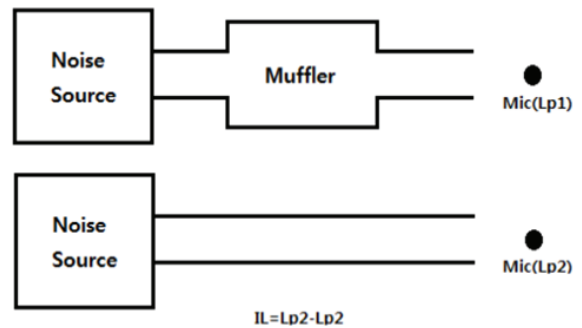 Noise
Source
Muffler
Mic(Lp1)
Noise
Source
Mic(Lp2)
IL=Lp2-Lp2